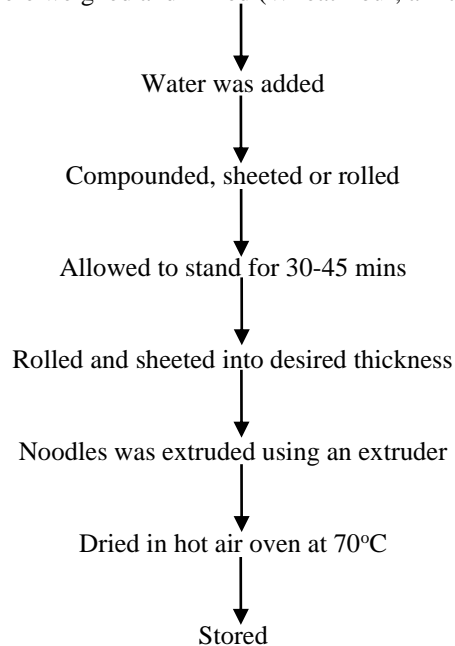 Water was added
Compounded, sheeted or rolled
Allowed to stand for 30-45 mins
Rolled and sheeted into desired thickness
Noodles was extruded using an extruder
Dried in hot air oven at 70°C
Stored